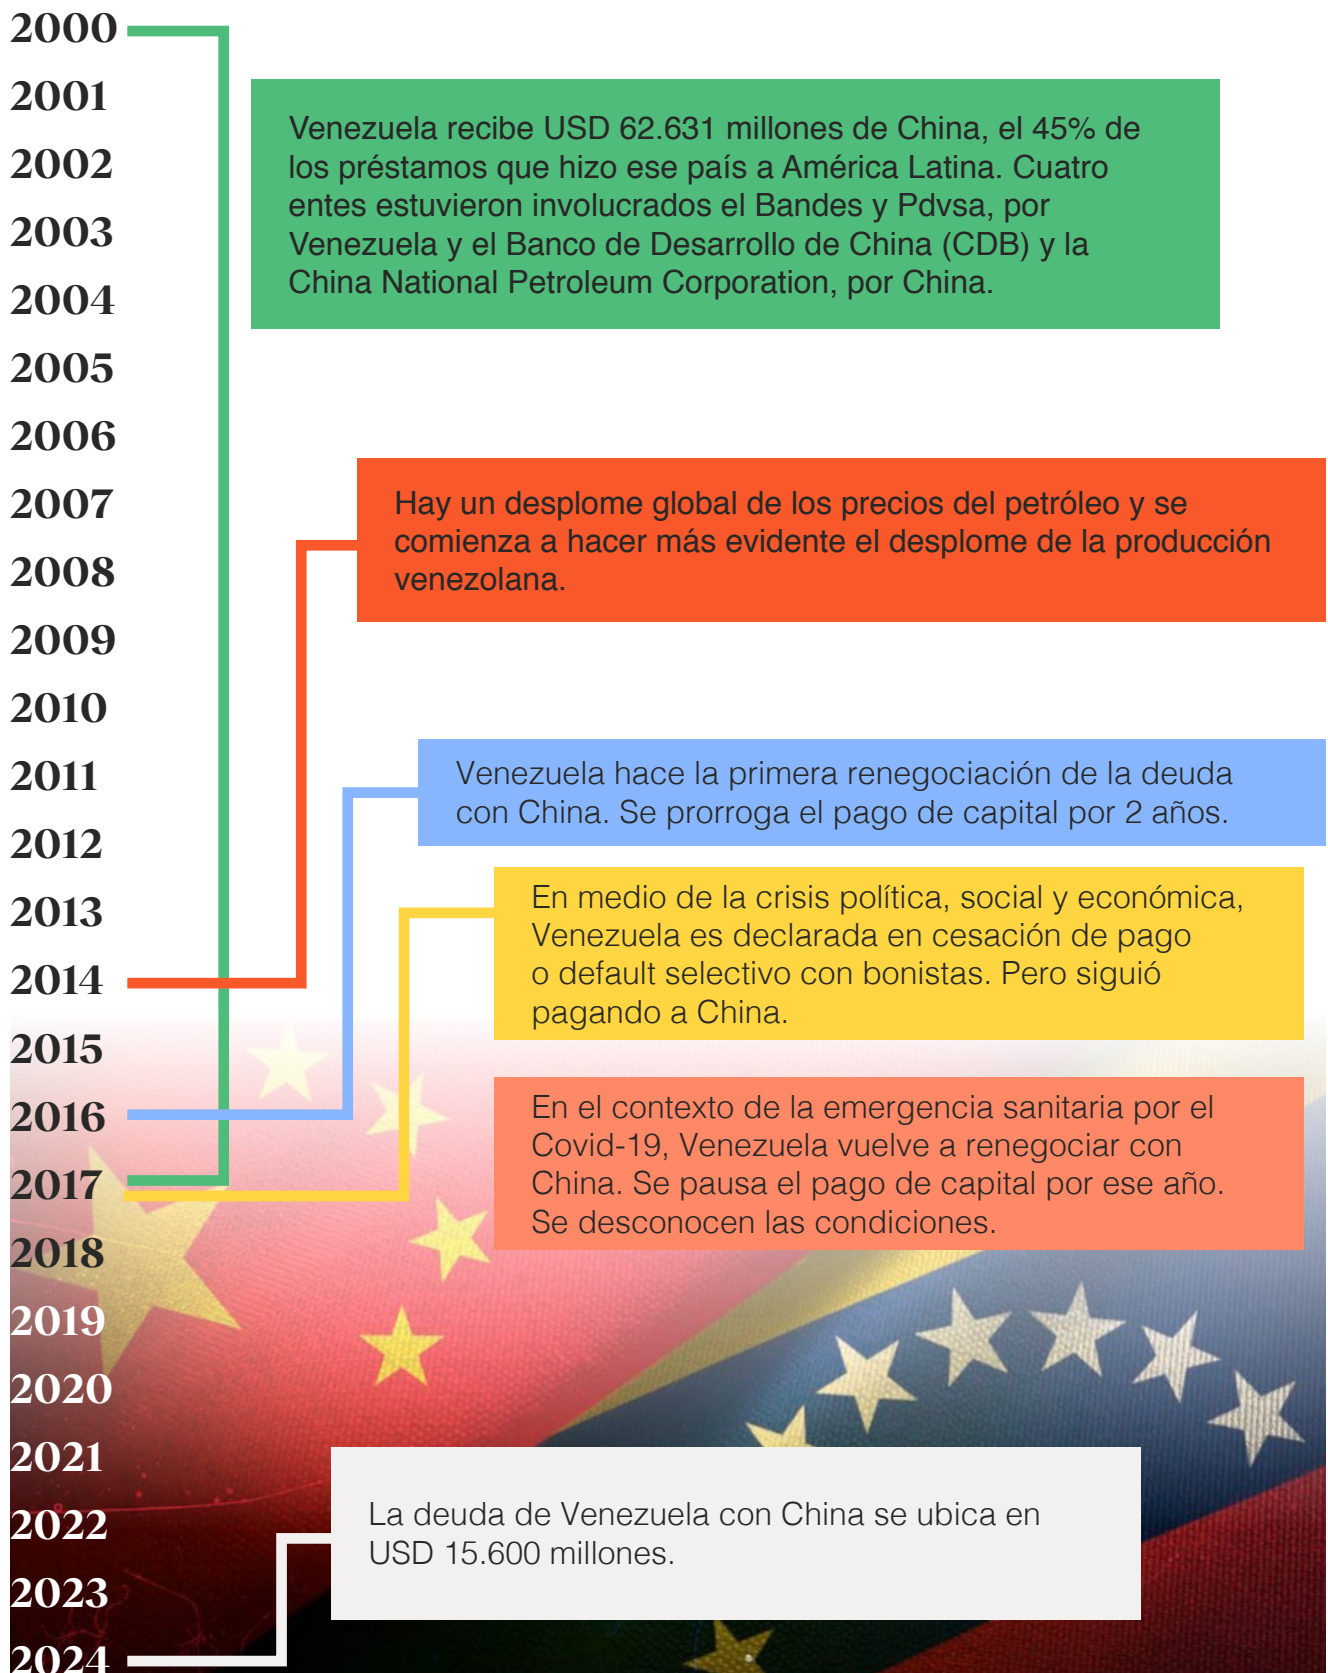 2000
2001
2002
2003
2004
2005
2006
2007
2008
2009
2010
2011
2012
2013
2014
2015
2016
2017
2018
2019
2020
2021
2022
2023
2024
Venezuela recibe USD 62.631 millones de China, el 45% de
los préstamos que hizo ese país a América Latina. Cuatro
entes estuvieron involucrados el Bandes y Pdvsa, por
Venezuela y el Banco de Desarrollo de China (CDB) y la
China National Petroleum Corporation, por China.
Hay un desplome global de los precios del petróleo y se
comienza a hacer más evidente el desplome de la producción
venezolana.
Venezuela hace la primera renegociación de la deuda
con China. Se prorroga el pago de capital por 2 años.
En medio de la crisis política, social y económica,
Venezuela es declarada en cesación de pago
o default selectivo con bonistas. Pero siguió
pagando a China.
En el contexto de la emergencia sanitaria por el
Covid-19, Venezuela vuelve a renegociar con
China. Se pausa el pago de capital por ese año.
Se desconocen las condiciones.
La deuda de Venezuela con China se ubica en
USD 15.600 millones.